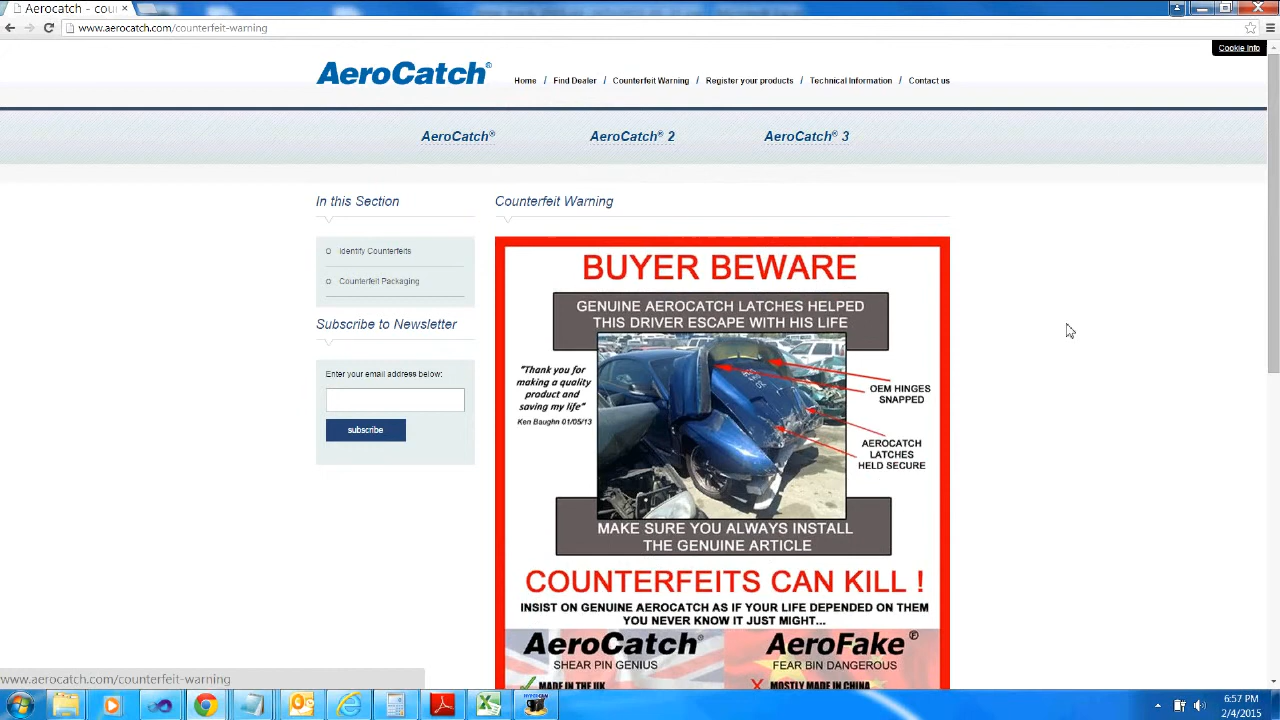 Aerocatch - cou
www.aerocatch.com/counterfeit-warning
Cookie Info
AeroCatch®
Home / Find Dealer / Counterfeit Warning / Register your products / Technical Information / Contact us
AeroCatch® AeroCatch® 2 AeroCatch® 3
In this Section
Identify Counterfeits
Counterfeit Packaging
Subscribe to Newsletter
Enter your email address below:
subscribe
Counterfeit Warning
BUYER BEWARE
GENUINE AEROCATCH LATCHES HELPED
THIS DRIVER ESCAPE WITH HIS LIFE
"Thank you for
making a quality
product and
saving my life"
Ken Baughn 01/05/13
OEM HINGES
SNAPPED
AEROCATCH
LATCHES
HELD SECURE
MAKE SURE YOU ALWAYS INSTALL
THE GENUINE ARTICLE
COUNTERFEITS CAN KILL !
INSIST ON GENUINE AEROCATCH AS IF YOUR LIFE DEPENDED ON THEM
YOU NEVER KNOW IT JUST MIGHT...
AeroCatch®
SHEAR PIN GENIUS
MADE IN THE UK
AeroFake®
FEAR BIN DANGEROUS
MOSTLY MADE IN CHINA
www.aerocatch.com/counterfeit-warning
6:57 PM
2/4/2015